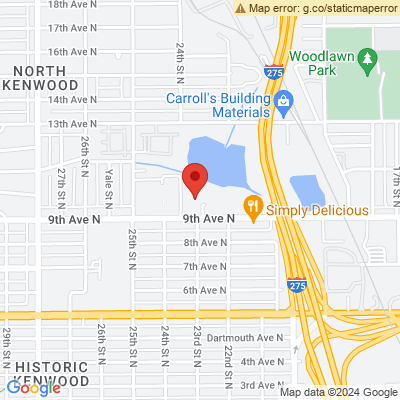 Map error: g.co/staticmaperror
18th Ave N
17th Ave N
16th Ave N
24th St N
275
Woodlawn
Park
NORTH
KENWOOD
14th Ave N
Carroll's Building
Materials
13th Ave N
26th St N
27th St N
Yale St N
9th Ave N
9th Ave N
Simply Delicious
25th St N
8th Ave N
7th Ave N
6th Ave N
275
29th St N
26th St N
25th St N
23rd St N
22nd St N
Dartmouth Ave N
4th Ave N
3rd Ave N
HISTORIC
KENWOOD
Google
Map data ©2024 Google